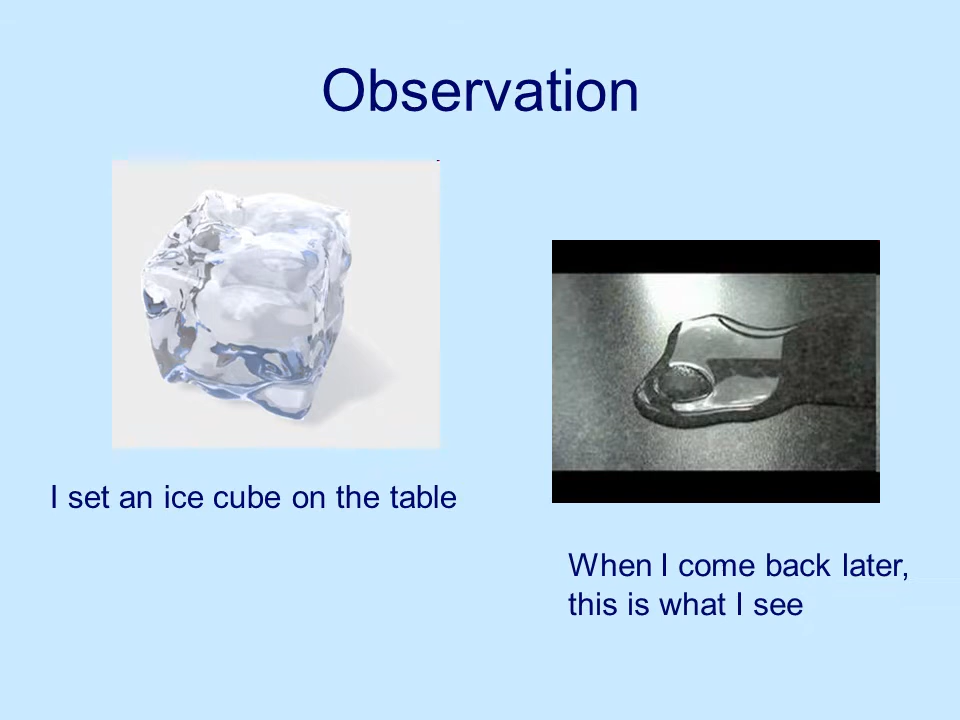 Observation
I set an ice cube on the table
When I come back later,
this is what I see